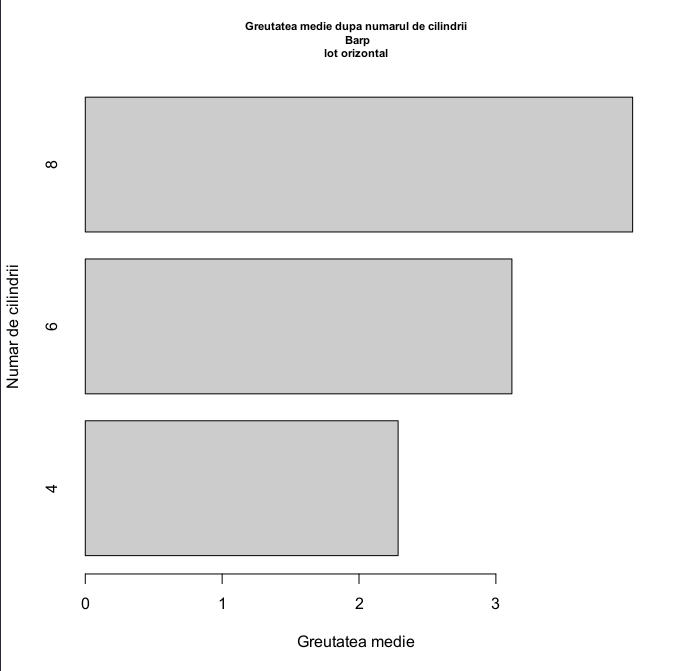 Greutatea medie dupa numarul de cilindrii
Barp
lot orizontal
8
6
4
Numar de cilindrii
0 1 2 3
Greutatea medie